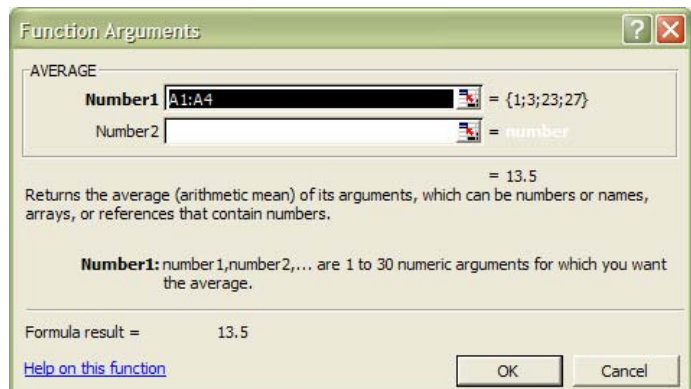 Function Arguments
AVERAGE
Number1 A1:A4 = {1;3;23;27}
Number2 = number
= 13.5
Returns the average (arithmetic mean) of its arguments, which can be numbers or names,
arrays, or references that contain numbers.
Number1: number1,number2,... are 1 to 30 numeric arguments for which you want
the average.
Formula result = 13.5
Help on this function
OK Cancel